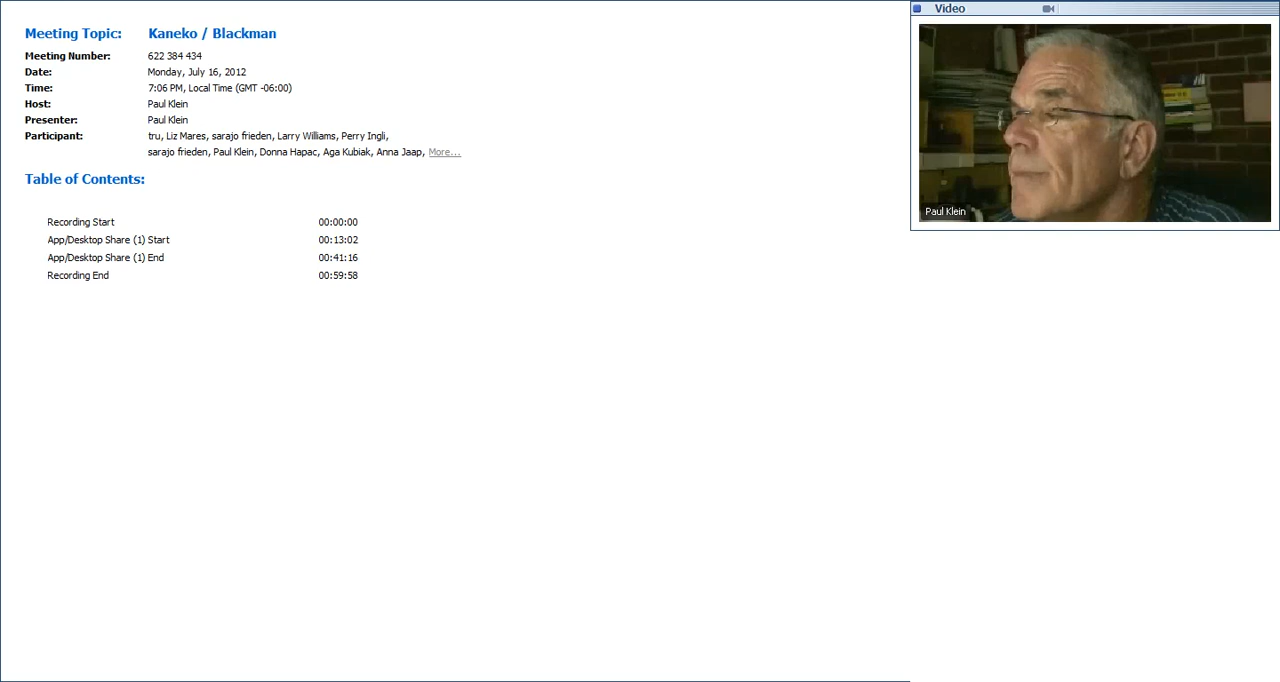 Meeting Topic: Kaneko / Blackman
Meeting Number: 622 384 434
Date: Monday, July 16, 2012
Time: 7:06 PM, Local Time (GMT -06:00)
Host: Paul Klein
Presenter: Paul Klein
Participant: tru, Liz Mares, sarajo frieden, Larry Williams, Perry Ingli,
sarajo frieden, Paul Klein, Donna Hapac, Aga Kubiak, Anna Jaap, More...
Table of Contents:
Recording Start 00:00:00
App/Desktop Share (1) Start 00:13:02
App/Desktop Share (1) End 00:41:16
Recording End 00:59:58
Video
Paul Klein